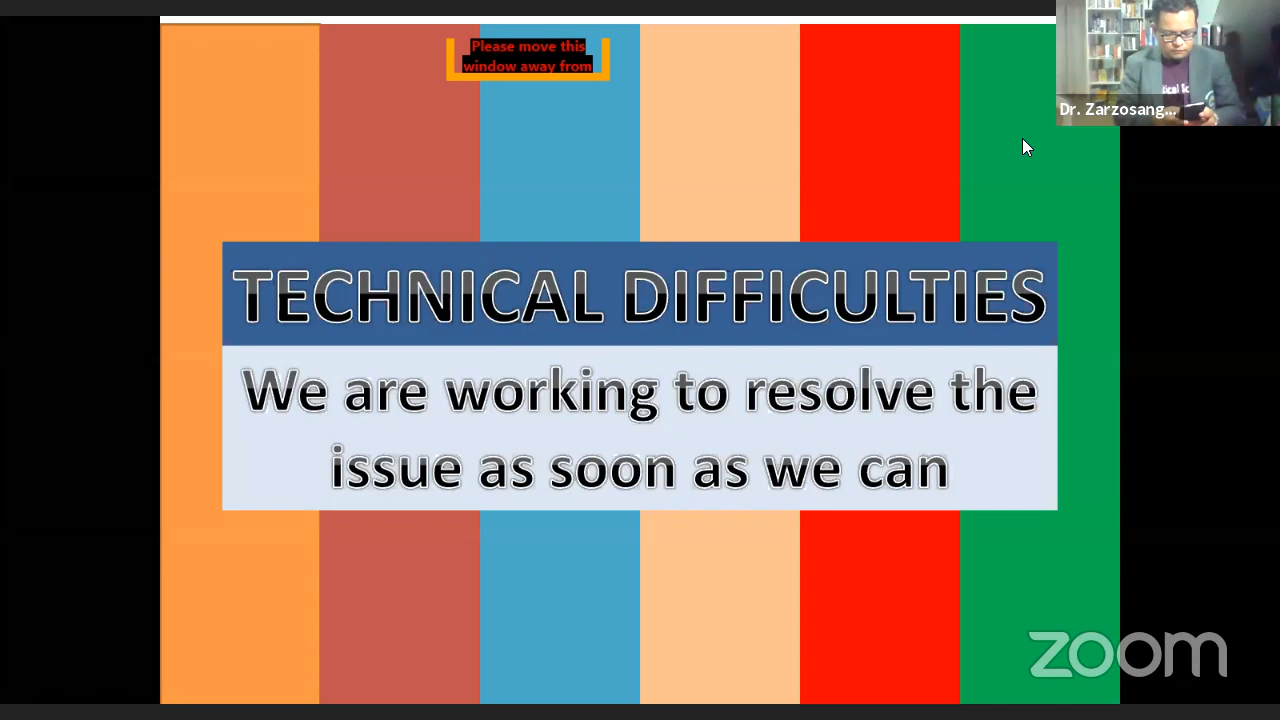 Please move this
window away from
Dr. Zarzosang...
TECHNICAL DIFFICULTIES
We are working to resolve the
issue as soon as we can
zoom